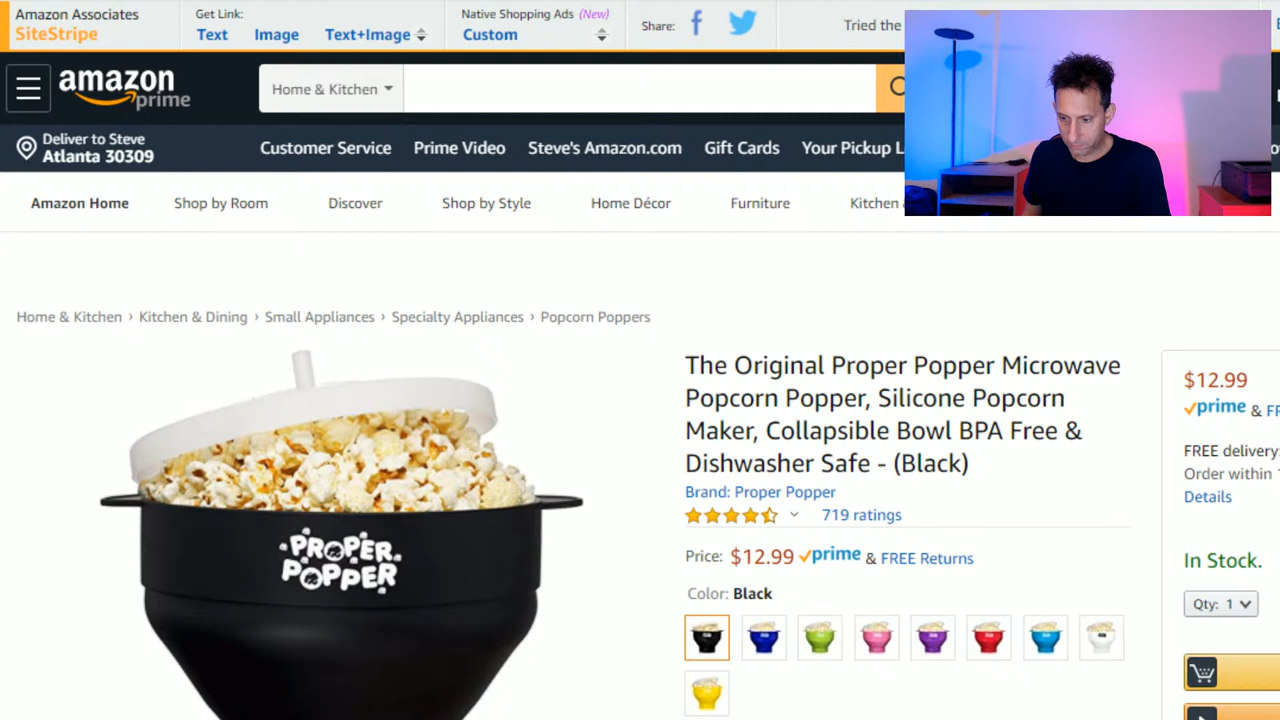 Amazon Associates
SiteStripe
Get Link:
Text Image Text+Image
Native Shopping Ads (New)
Custom
Share:
Tried the
amazon
prime
Home & Kitchen
Deliver to Steve
Atlanta 30309
Customer Service Prime Video Steve's Amazon.com Gift Cards Your Pickup
Amazon Home Shop by Room Discover Shop by Style Home Décor Furniture Kitchen
Home & Kitchen › Kitchen & Dining › Small Appliances › Specialty Appliances › Popcorn Poppers
PROPER
POPPER
The Original Proper Popper Microwave
Popcorn Popper, Silicone Popcorn
Maker, Collapsible Bowl BPA Free &
Dishwasher Safe - (Black)
Brand: Proper Popper
719 ratings
Price: $12.99 prime & FREE Returns
Color: Black
$12.99
prime &
FREE delivery:
Order within
Details
In Stock.
Qty: 1